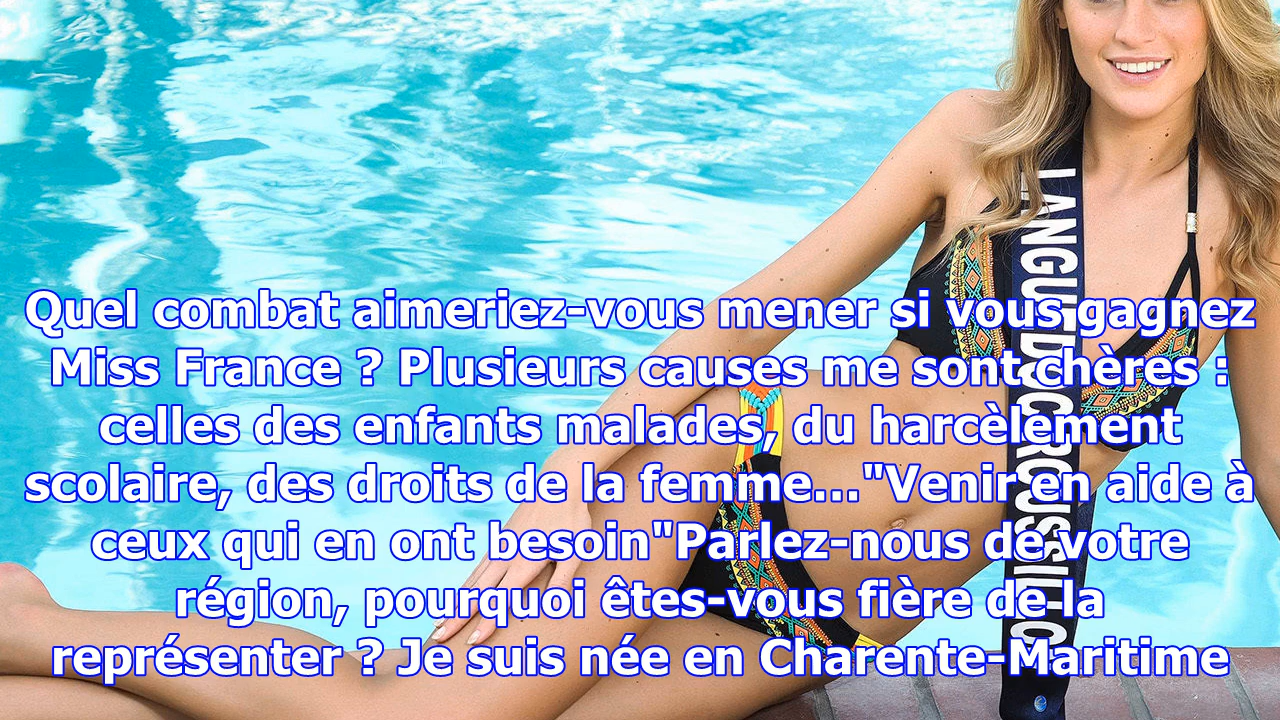 Quel combat aimeriez-vous mener si vous gagnez
Miss France ? Plusieurs causes me sont chères :
celles des enfants malades, du harcèlement
scolaire, des droits de la femme..."Venir en aide à
ceux qui en ont besoin"Parlez-nous de votre
région, pourquoi êtes-vous fière de la
représenter ? Je suis née en Charente-Maritime
LANGUEDOC ROUSSILLO